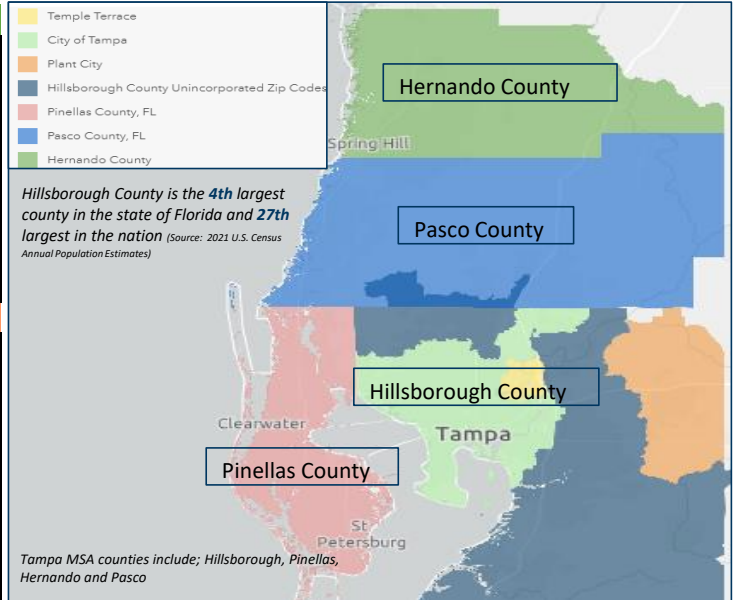 Temple Terrace
City of Tampa
Plant City
Hillsborough County Unincorporated Zip Codes
Pinellas County, FL
Pasco County, FL
Hernando County
Hernando County
Spring Hill
Hillsborough County is the 4th largest
county in the state of Florida and 27th
largest in the nation (Source: 2021 U.S. Census
Annual Population Estimates)
Pasco County
Hillsborough County
Clearwater
Tampa
Pinellas County
St
Petersburg
Tampa MSA counties include; Hillsborough, Pinellas,
Hernando and Pasco